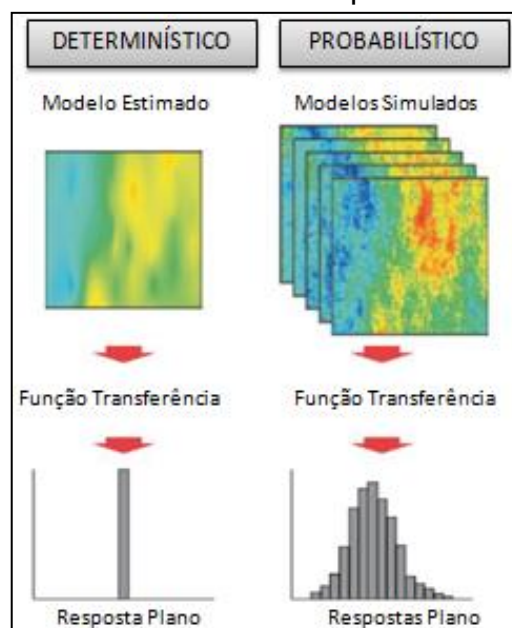 DETERMINÍSTICO
PROBABILÍSTICO
Modelo Estimado
Modelos Simulados
Função Transferência
Função Transferência
Resposta Plano
Respostas Plano